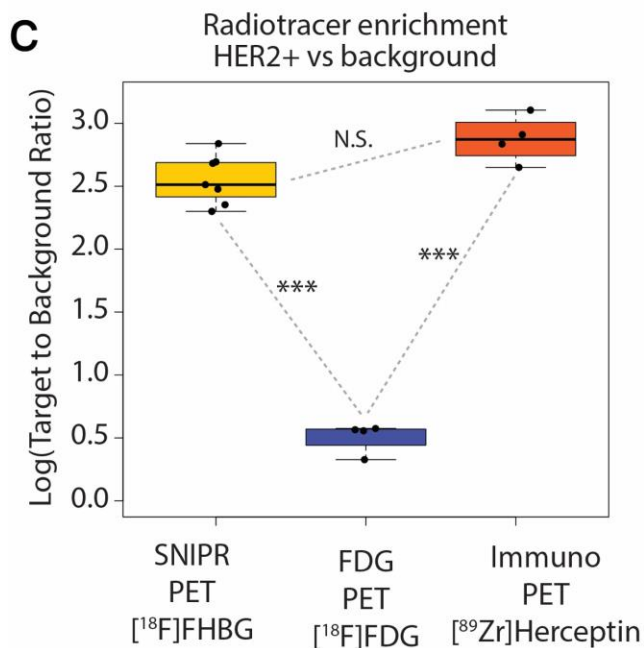 C
Radiotracer enrichment
HER2+ vs background
Log(Target to Background Ratio)
3.0
2.5
2.0
1.5
1.0
0.5
0.0
N.S.
***
***
SNIPR
PET
[¹⁸F]FHBG
FDG
PET
[¹⁸F]FDG
Immuno
PET
[⁸⁹Zr]Herceptin